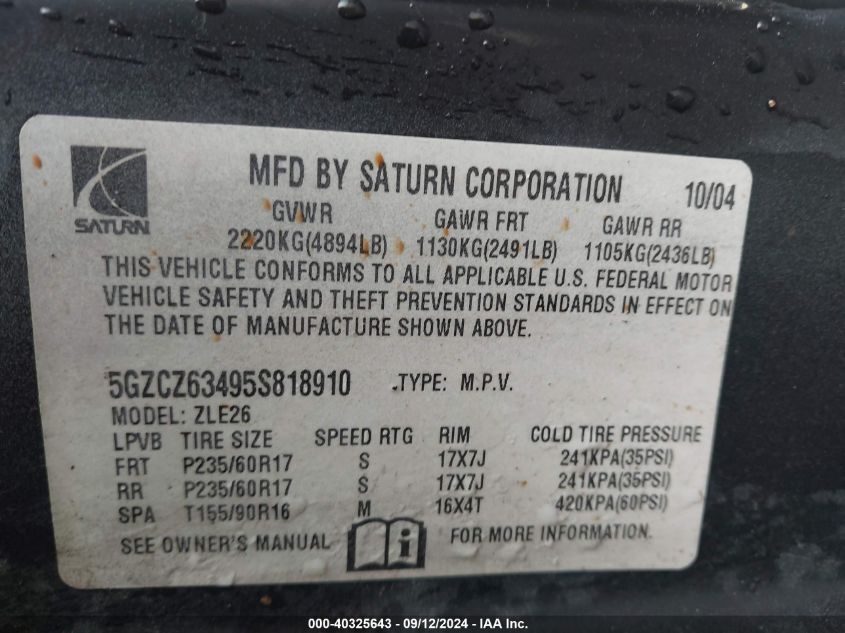 SATURN
MFD BY SATURN CORPORATION 10/04
GVWR GAWR FRT GAWR RR
2220KG(4894LB) 1130KG(2491LB) 1105KG(2436LB)
THIS VEHICLE CONFORMS TO ALL APPLICABLE U.S. FEDERAL MOTOR
VEHICLE SAFETY AND THEFT PREVENTION STANDARDS IN EFFECT ON
THE DATE OF MANUFACTURE SHOWN ABOVE.
5GZCZ63495S818910 .TYPE: M.P.V.
MODEL: ZLE26
LPVB TIRE SIZE SPEED RTG RIM COLD TIRE PRESSURE
FRT P235/60R17 S 17X7J 241KPA(35PSI)
RR P235/60R17 S 17X7J 241KPA(35PSI)
SPA T155/90R16 M 16X4T 420KPA(60PSI)
SEE OWNER'S MANUAL i FOR MORE INFORMATION.
000-40325643 - 09/12/2024 - IAA Inc.